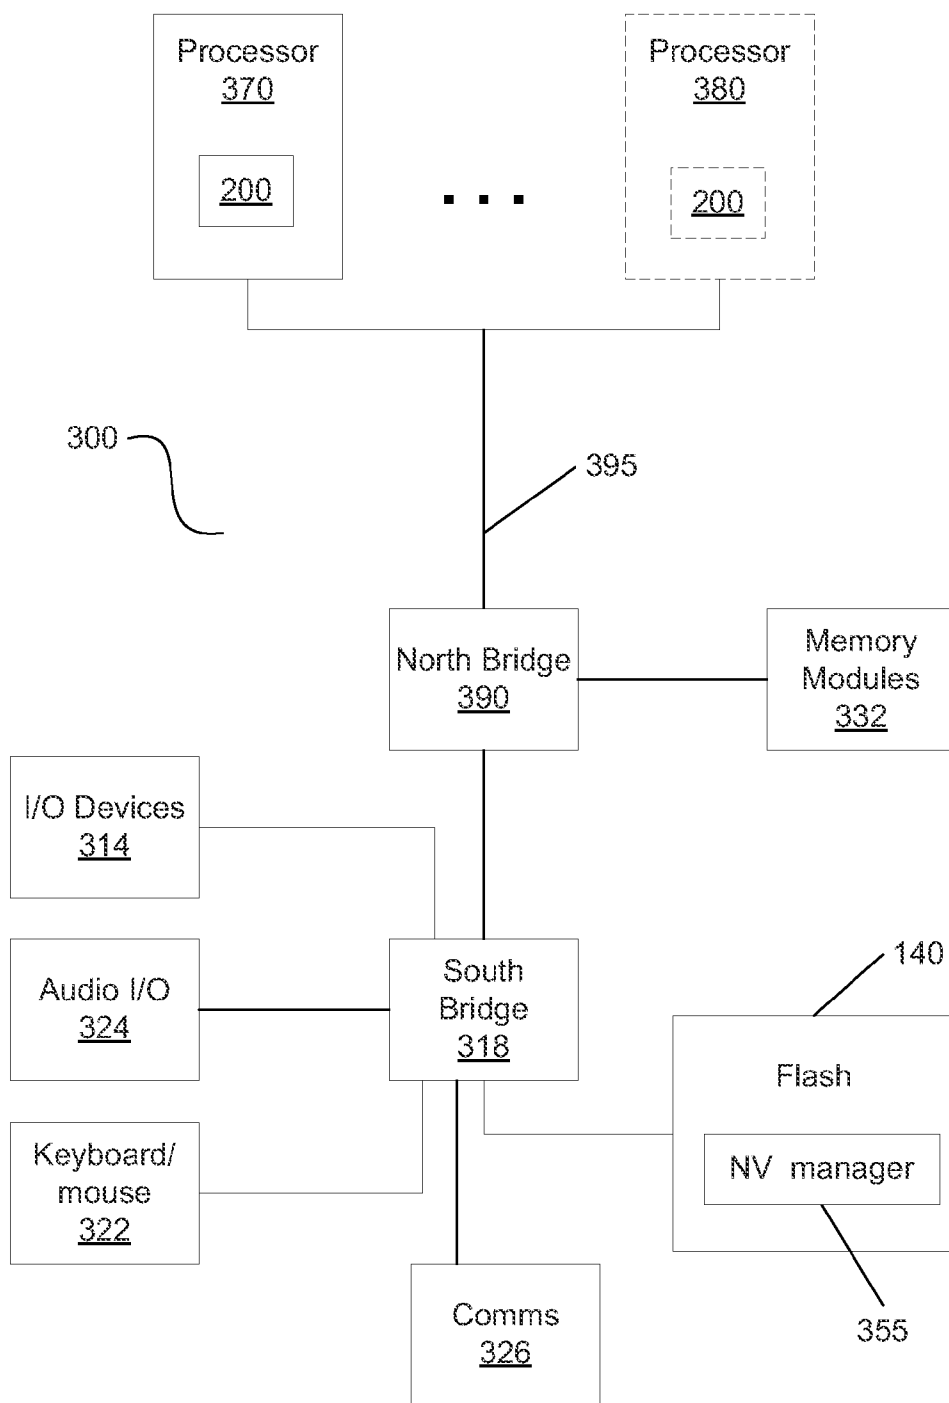 Processor
370
200
Processor
380
200
. . .
300
395
North Bridge
390
Memory
Modules
332
I/O Devices
314
Audio I/O
324
South
Bridge
318
140
Flash
NV manager
355
Keyboard/
mouse
322
Comms
326